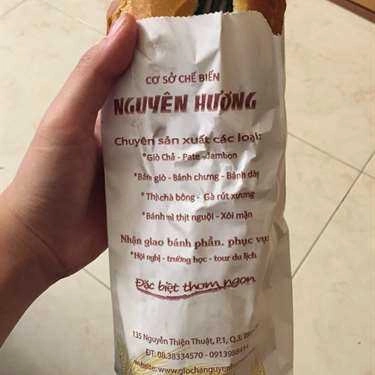 CƠ SỞ CHẾ BIẾN
NGUYÊN HƯƠNG
Chuyên sản xuất các loại:
*Giò Chả - Pate - Jambon
*Bánh giò - Bánh chưng - Bánh dày
*Thịt chà bông - Gà rút xương
*Bánh mì thịt nguội - Xôi mặn
Nhận giao bánh phần. phục vụ:
*Hội nghị - trường học - tour du lịch
Đặc biệt thơm ngon
135 Nguyễn Thiện Thuật, P.1, Q.3,
ĐT: 08.38334570 -